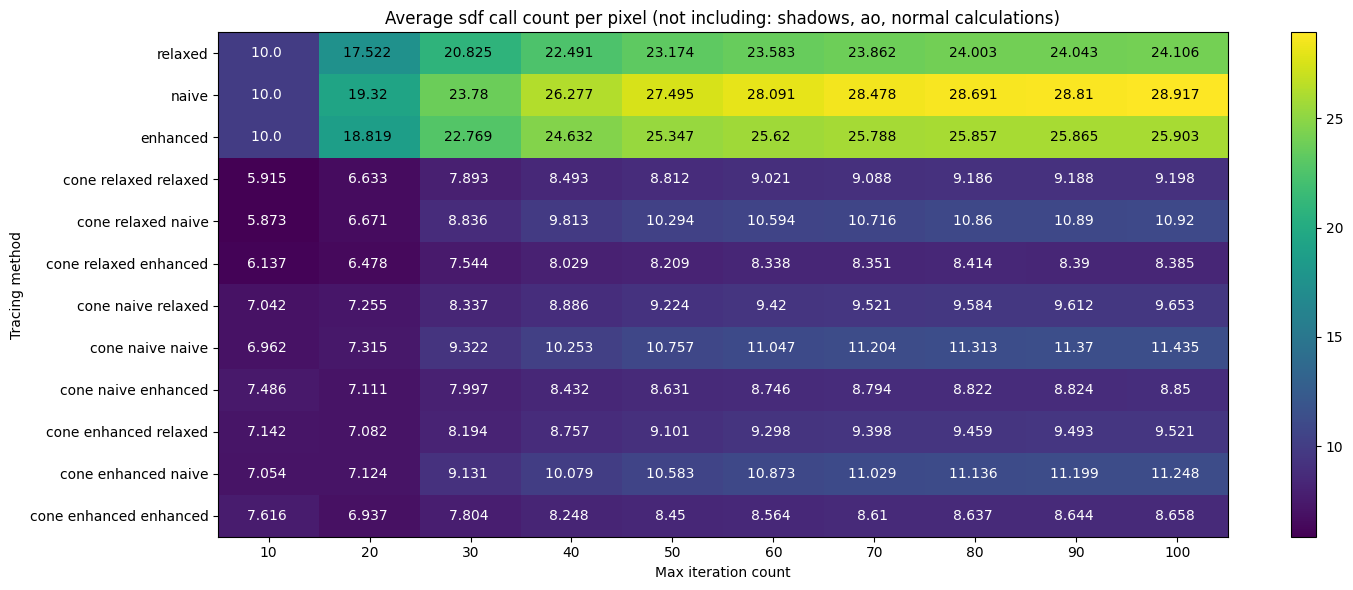 Average sdf call count per pixel (not including: shadows, ao, normal calculations)
Tracing method
relaxed 10.0 17.522 20.825 22.491 23.174 23.583 23.862 24.003 24.043 24.106
naive 10.0 19.32 23.78 26.277 27.495 28.091 28.478 28.691 28.81 28.917
enhanced 10.0 18.819 22.769 24.632 25.347 25.62 25.788 25.857 25.865 25.903
cone relaxed relaxed 5.915 6.633 7.893 8.493 8.812 9.021 9.088 9.186 9.188 9.198
cone relaxed naive 5.873 6.671 8.836 9.813 10.294 10.594 10.716 10.86 10.89 10.92
cone relaxed enhanced 6.137 6.478 7.544 8.029 8.209 8.338 8.351 8.414 8.39 8.385
cone naive relaxed 7.042 7.255 8.337 8.886 9.224 9.42 9.521 9.584 9.612 9.653
cone naive naive 6.962 7.315 9.322 10.253 10.757 11.047 11.204 11.313 11.37 11.435
cone naive enhanced 7.486 7.111 7.997 8.432 8.631 8.746 8.794 8.822 8.824 8.85
cone enhanced relaxed 7.142 7.082 8.194 8.757 9.101 9.298 9.398 9.459 9.493 9.521
cone enhanced naive 7.054 7.124 9.131 10.079 10.583 10.873 11.029 11.136 11.199 11.248
cone enhanced enhanced 7.616 6.937 7.804 8.248 8.45 8.564 8.61 8.637 8.644 8.658
10 20 30 40 50 60 70 80 90 100
Max iteration count
25
20
15
10